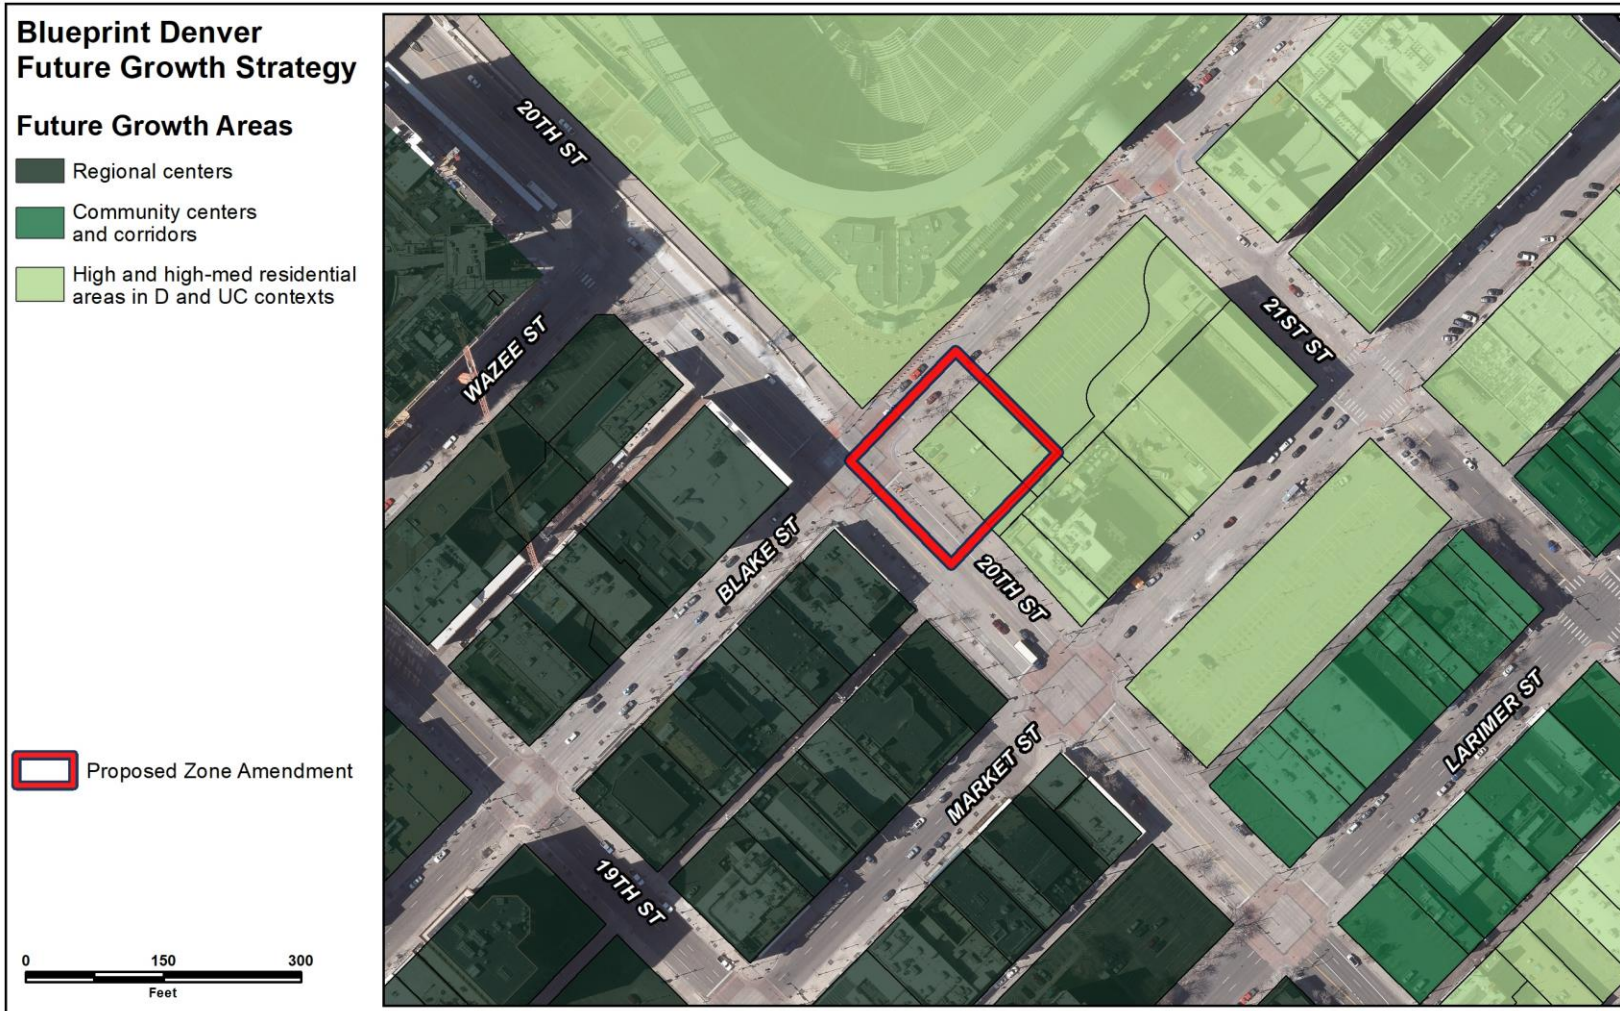 Blueprint Denver
Future Growth Strategy
Future Growth Areas
Regional centers
Community centers
and corridors
High and high-med residential
areas in D and UC contexts
Proposed Zone Amendment
0 150 300
Feet
20TH ST
WAZEE ST
21ST ST
BLAKE ST
20TH ST
LARIMER ST
MARKET ST
19TH ST